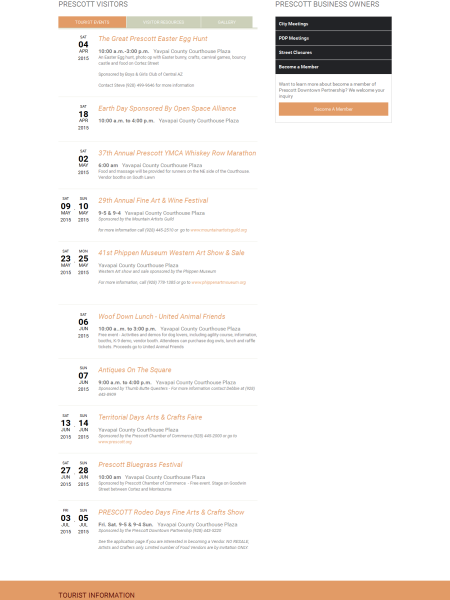 PRESCOTT VISITORS
TOURIST EVENTS
VISITOR RESOURCES
GALLERY
SAT
04
APR
2015
The Great Prescott Easter Egg Hunt
10:00 a.m.-2:00 p.m. Yavapai County Courthouse Plaza
An Easter Egg hunt, photo op with Easter bunny, crafts, carnival games, bouncy
castle and food on Cortez Street
Sponsored by Boys & Girls Club of Central AZ
Contact Steve (928) for more information
SAT
18
APR
2015
Earth Day Sponsored By Open Space Alliance
10:00 a.m. to 4:00 p.m. Yavapai County Courthouse Plaza
SAT
02
MAY
2015
37th Annual Prescott YMCA Whiskey Row Marathon
6:00 am Yavapai County Courthouse Plaza
Food and massage will be provided for runners on the NE side of the Courthouse
Vendor booths on South Lawn!
SAT SUN
09 10
MAY MAY
2015 2015
29th Annual Fine Art & Wine Festival
9-5 & 9-4 Yavapai County Courthouse Plaza
Sponsored by the Mountain Artists Guild
for more information call (928) 445-2510 or go to www.mountainartistsguild.org
SAT MON
23 25
MAY MAY
2015 2015
41st Phippen Museum Western Art Show & Sale
Yavapai County Courthouse Plaza
Western Art show and sale sponsored by the Phippen Museum
For more information, call (928) 778-1385 or go to www.phippenartmuseum.org
SAT
06
JUN
2015
Woof Down Lunch - United Animal Friends
10:00 a..m. to 3:00 p.m. Yavapai County Courthouse Plaza
Free event - Activities and demos for dog lovers, including agility course, information,
booths, 5-9 demo, vendor booth. Attendees can purchase dog wats, lunch and raffle
tickets. Proceeds go to United Animal Friends
SUN
07
JUN
2015
Antiques On The Square
9:00 a.m. to 4:00 p.m. Yavapai County Courthouse Plaza
Sponsored by Thumb Butte Questers - For more information contact Debbie at (928)
SAT SUN
13 14
JUN JUN
2015 2015
Territorial Days Arts & Crafts Faire
Yavapai County Courthouse Plaza
Sponsored by the Prescott Chamber of Commerce (928) 445-2000 or go to
www.prescott.org
SAT SUN
27 28
JUN JUN
2015 2015
Prescott Bluegrass Festival
10:00 am Yavapai County Courthouse Plaza
Sponsored by Prescott Chamber of Commerce - Free event. Stage on Goodwin
Street between Cortez and Montezuma
FRI SUN
03 05
JUL JUL
2015 2015
PRESCOTT Rodeo Days Fine Arts & Crafts Show
Fri. Sat. 9-5 & 9-4 Sun. Yavapai County Courthouse Plaza
Sponsored by the Prescott Downtown Partnership (928) 443-5220
See the application page if you are interested in becoming a Vendor. NO RESALE,
Artists and Crafters only. Limited number of Food Vendors are by invitation ONLY
PRESCOTT BUSINESS OWNERS
City Meetings
PDP Meetings
Street Closures
Become a Member
Want to learn more about become a member of
Prescott Downtown Partnership? We welcome your
inquiry.
Become A Member
TOURIST INFORMATION